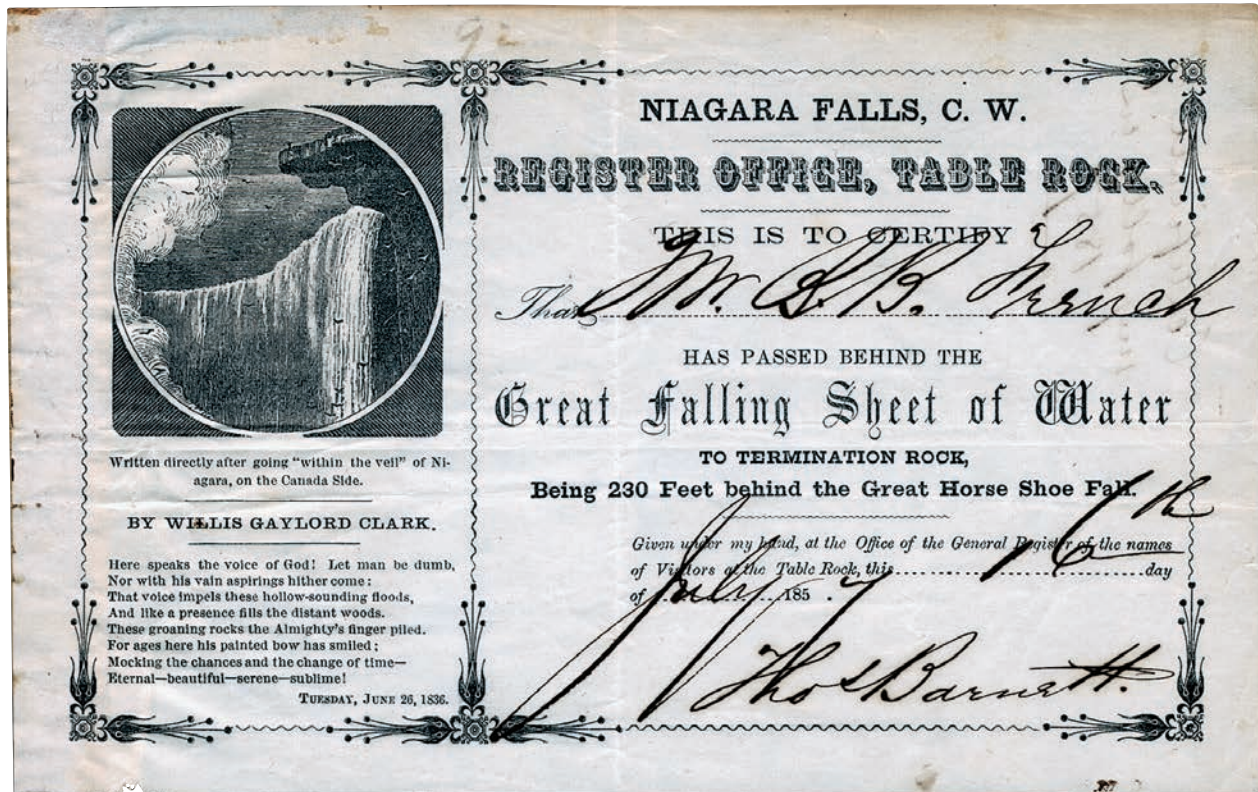 92
NIAGARA FALLS, C. W.
REGISTER OFFICE, TABLE ROCK,
THIS IS TO CERTIFY
That Mr. B. B. French
HAS PASSED BEHIND THE
Great Falling Sheet of Water
TO TERMINATION ROCK,
Being 230 Feet behind the Great Horse Shoe Fall.
Given under my hand, at the Office of the General Register of the names
of Visitors at the Table Rock, this 16th day
of July 1857.
Thos Barnett.
Written directly after going "within the veil" of Ni-
agara, on the Canada Side.
BY WILLIS GAYLORD CLARK.
Here speaks the voice of God! Let man be dumb,
Nor with his vain aspirings hither come:
That voice impels these hollow-sounding floods,
And like a presence fills the distant woods.
These groaning rocks the Almighty's finger piled.
For ages here his painted bow has smiled;
Mocking the chances and the change of time—
Eternal—beautiful—serene—sublime!
TUESDAY, JUNE 26, 1836.